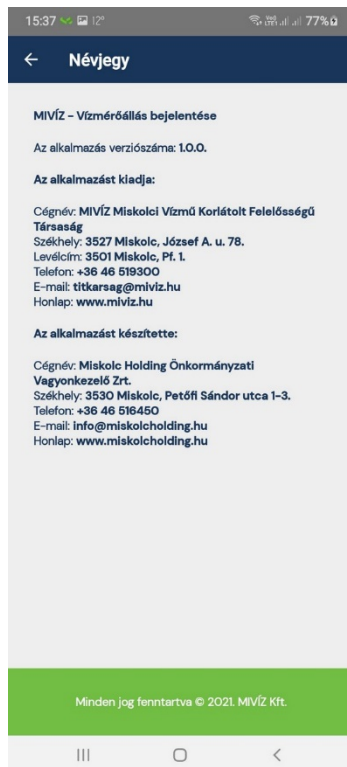 15:37 12° 77%
Névjegy
MIVÍZ - Vízmérőállás bejelentése
Az alkalmazás verziószáma: 1.0.0.
Az alkalmazást kiadja:
Cégnév: MIVÍZ Miskolci Vízmű Korlátolt Felelősségű
Társaság
Székhely: 3527 Miskolc, József A. u. 78.
Levélcím: 3501 Miskolc, Pf. 1.
Telefon: +36 46 519300
E-mail: titkarsag@miviz.hu
Honlap: www.miviz.hu
Az alkalmazást készítette:
Cégnév: Miskolc Holding Önkormányzati
Vagyonkezelő Zrt.
Székhely: 3530 Miskolc, Petőfi Sándor utca 1-3.
Telefon: +36 46 516450
E-mail: info@miskolcholding.hu
Honlap: www.miskolcholding.hu
Minden jog fenntartva © 2021. MIVÍZ Kft.